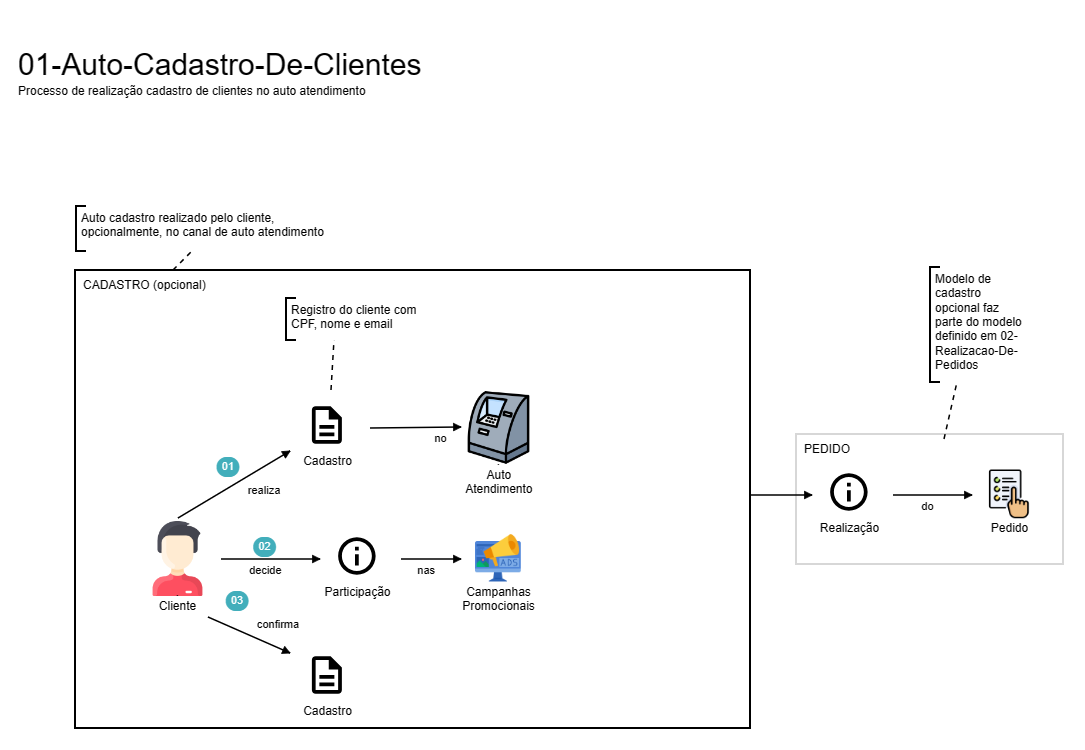 01-Auto-Cadastro-De-Clientes
Processo de realização cadastro de clientes no auto atendimento
Auto cadastro realizado pelo cliente,
opcionalmente, no canal de auto atendimento
CADASTRO (opcional)
Registro do cliente com
CPF, nome e email
Cadastro
no
Auto
Atendimento
01
realiza
Cliente
02
decide
Participação
nas
ADS
Campanhas
Promocionais
03
confirma
Cadastro
Modelo de
cadastro
opcional faz
parte do modelo
definido em 02-
Realizacao-De-
Pedidos
PEDIDO
Realização
do
Pedido